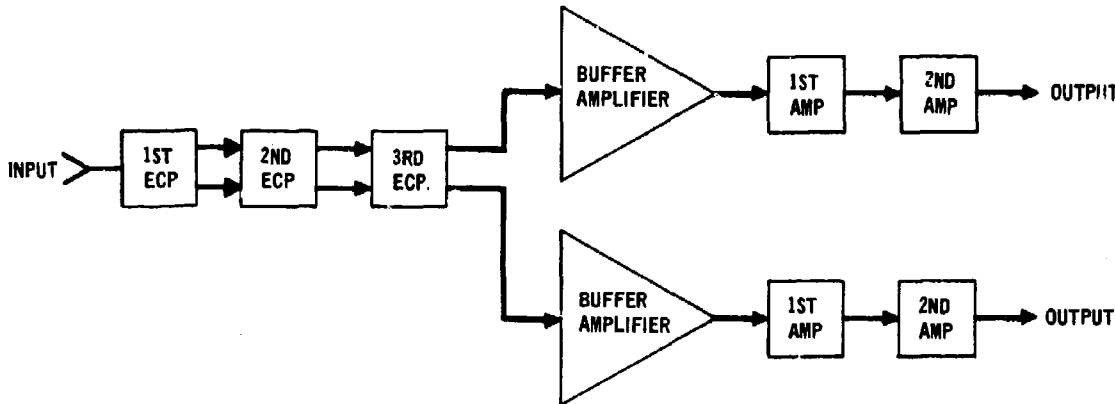 BUFFER
AMPLIFIER
1ST
AMP
2ND
AMP
OUTPUT
INPUT
1ST
ECP
2ND
ECP
3RD
ECP.
BUFFER
AMPLIFIER
1ST
AMP
2ND
AMP
OUTPUT